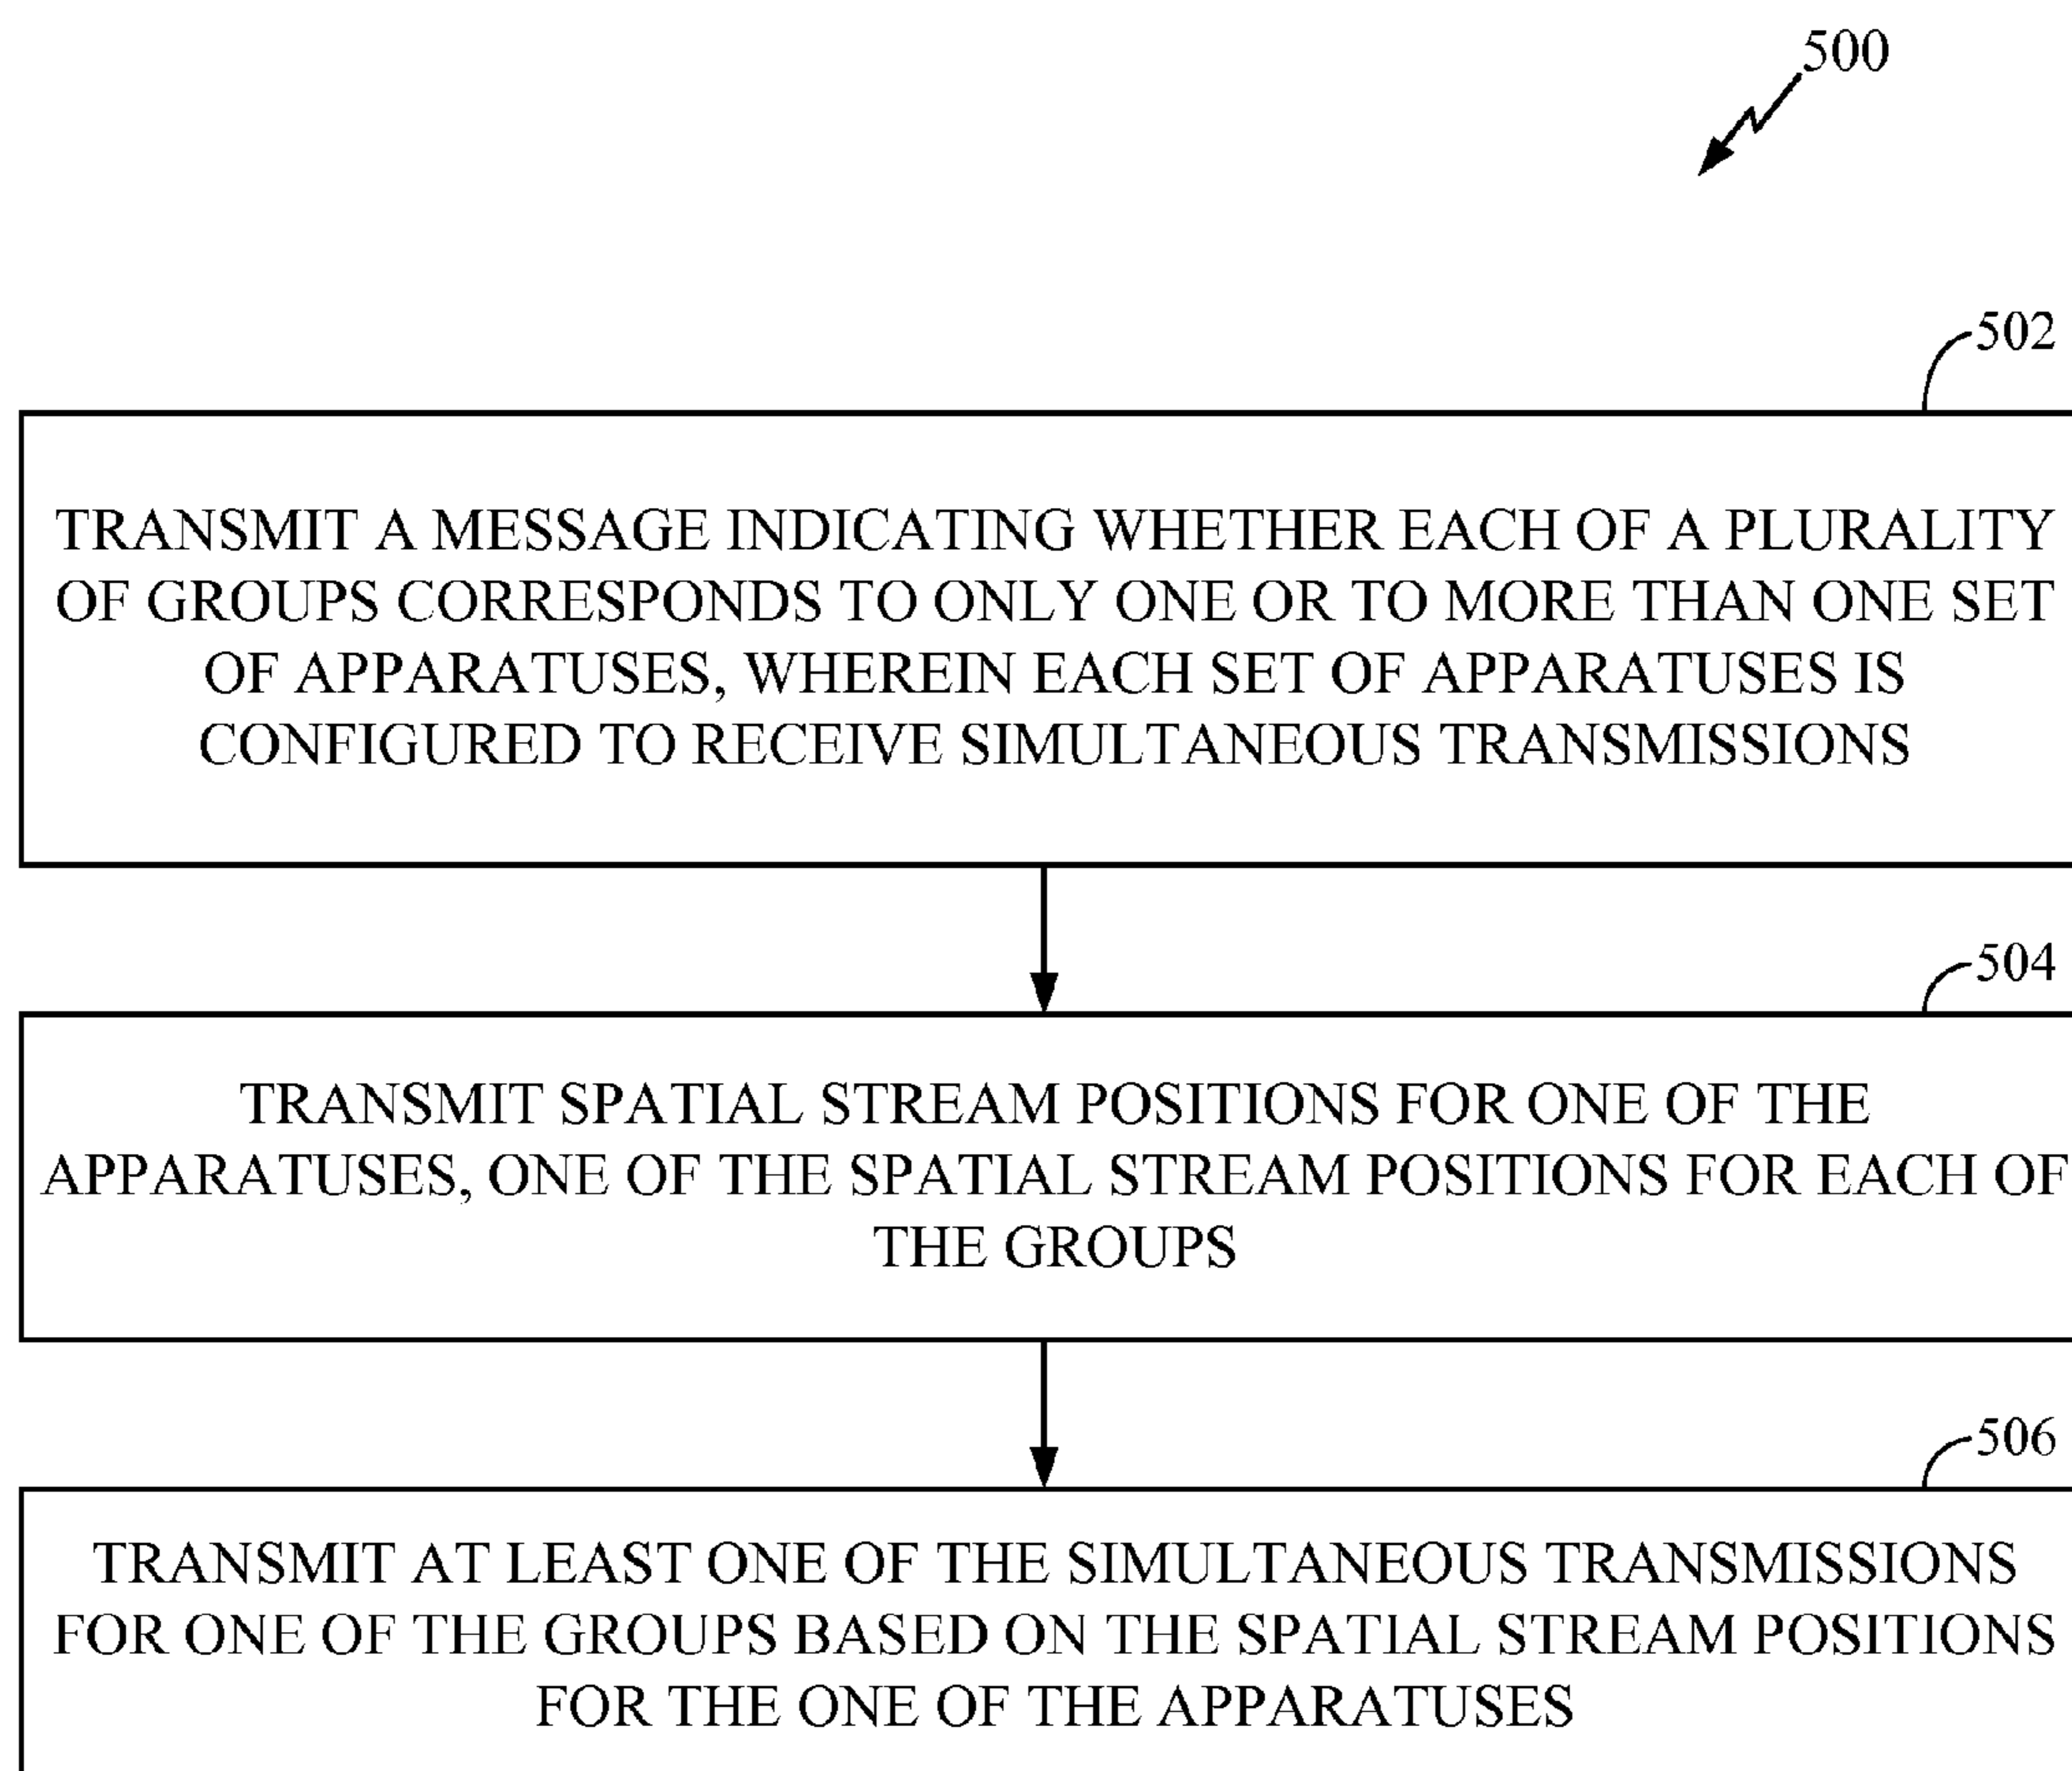 500
502
TRANSMIT A MESSAGE INDICATING WHETHER EACH OF A PLURALITY
OF GROUPS CORRESPONDS TO ONLY ONE OR TO MORE THAN ONE SET
OF APPARATUSES, WHEREIN EACH SET OF APPARATUSES IS
CONFIGURED TO RECEIVE SIMULTANEOUS TRANSMISSIONS
504
TRANSMIT SPATIAL STREAM POSITIONS FOR ONE OF THE
APPARATUSES, ONE OF THE SPATIAL STREAM POSITIONS FOR EACH OF
THE GROUPS
506
TRANSMIT AT LEAST ONE OF THE SIMULTANEOUS TRANSMISSIONS
FOR ONE OF THE GROUPS BASED ON THE SPATIAL STREAM POSITIONS
FOR THE ONE OF THE APPARATUSES